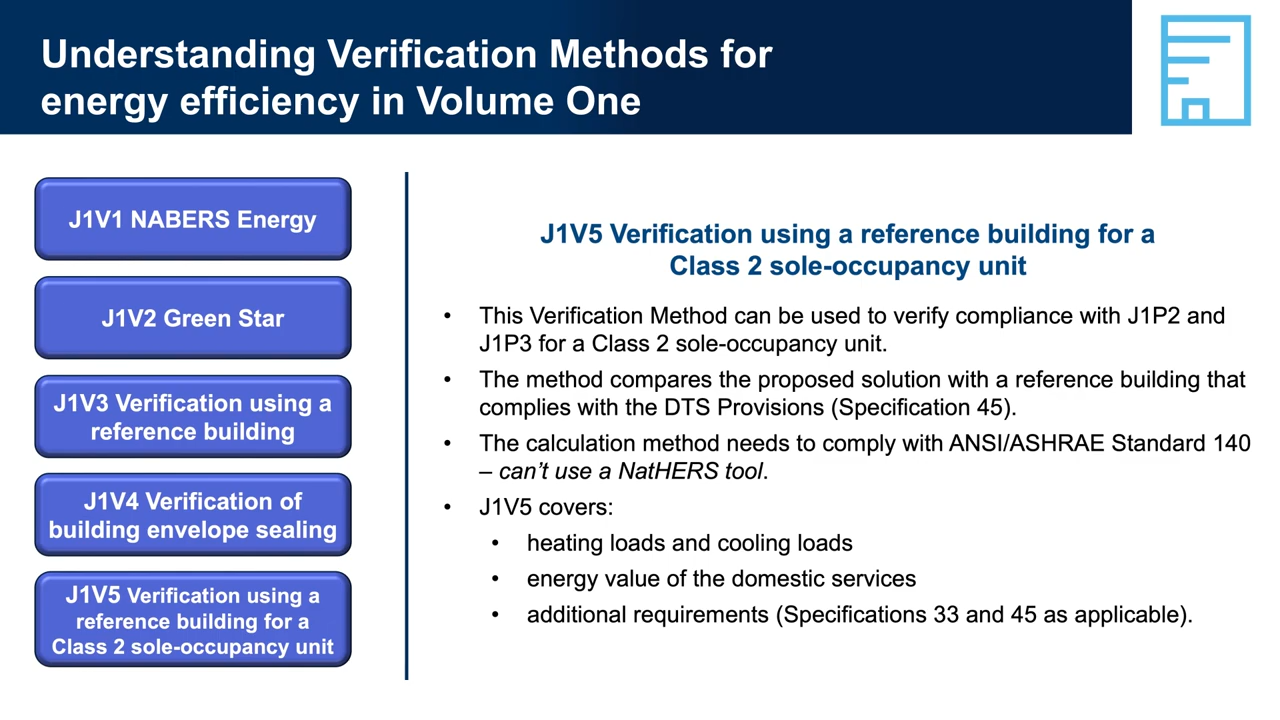 Understanding Verification Methods for
energy efficiency in Volume One
J1V1 NABERS Energy
J1V2 Green Star
J1V3 Verification using a
reference building
J1V4 Verification of
building envelope sealing
J1V5 Verification using a
reference building for a
Class 2 sole-occupancy unit
J1V5 Verification using a reference building for a
Class 2 sole-occupancy unit
• This Verification Method can be used to verify compliance with J1P2 and
J1P3 for a Class 2 sole-occupancy unit.
• The method compares the proposed solution with a reference building that
complies with the DTS Provisions (Specification 45).
• The calculation method needs to comply with ANSI/ASHRAE Standard 140
– can’t use a NatHERS tool.
• J1V5 covers:
• heating loads and cooling loads
• energy value of the domestic services
• additional requirements (Specifications 33 and 45 as applicable).